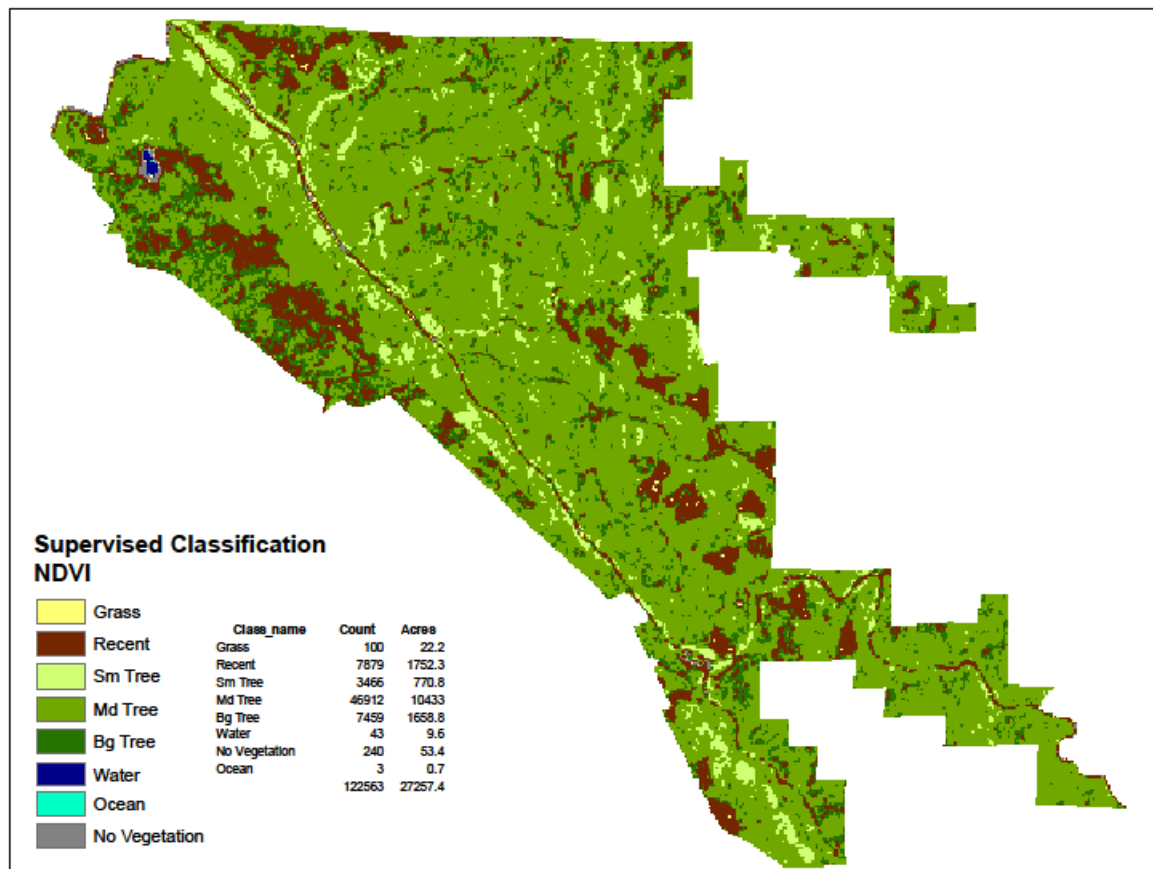 Supervised Classification
NDVI
Grass
Recent
Sm Tree
Md Tree
Bg Tree
Water
Ocean
No Vegetation
Class_name Count Acres
Grass 100 22.2
Recent 7879 1752.3
Sm Tree 3466 770.8
Md Tree 46912 10433
Bg Tree 7459 1658.8
Water 43 9.6
No Vegetation 240 53.4
Ocean 3 0.7
122563 27257.4